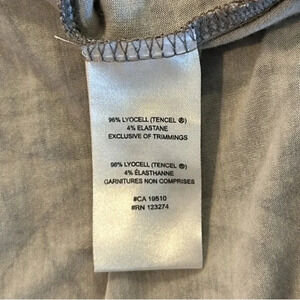 96% LYOCELL (TENCEL ®)
4% ELASTANE
EXCLUSIVE OF TRIMMINGS
96% LYOCELL (TENCEL ®)
4% ÉLASTHANNE
GARNITURES NON COMPRISES
#CA 19510
#RN 123274